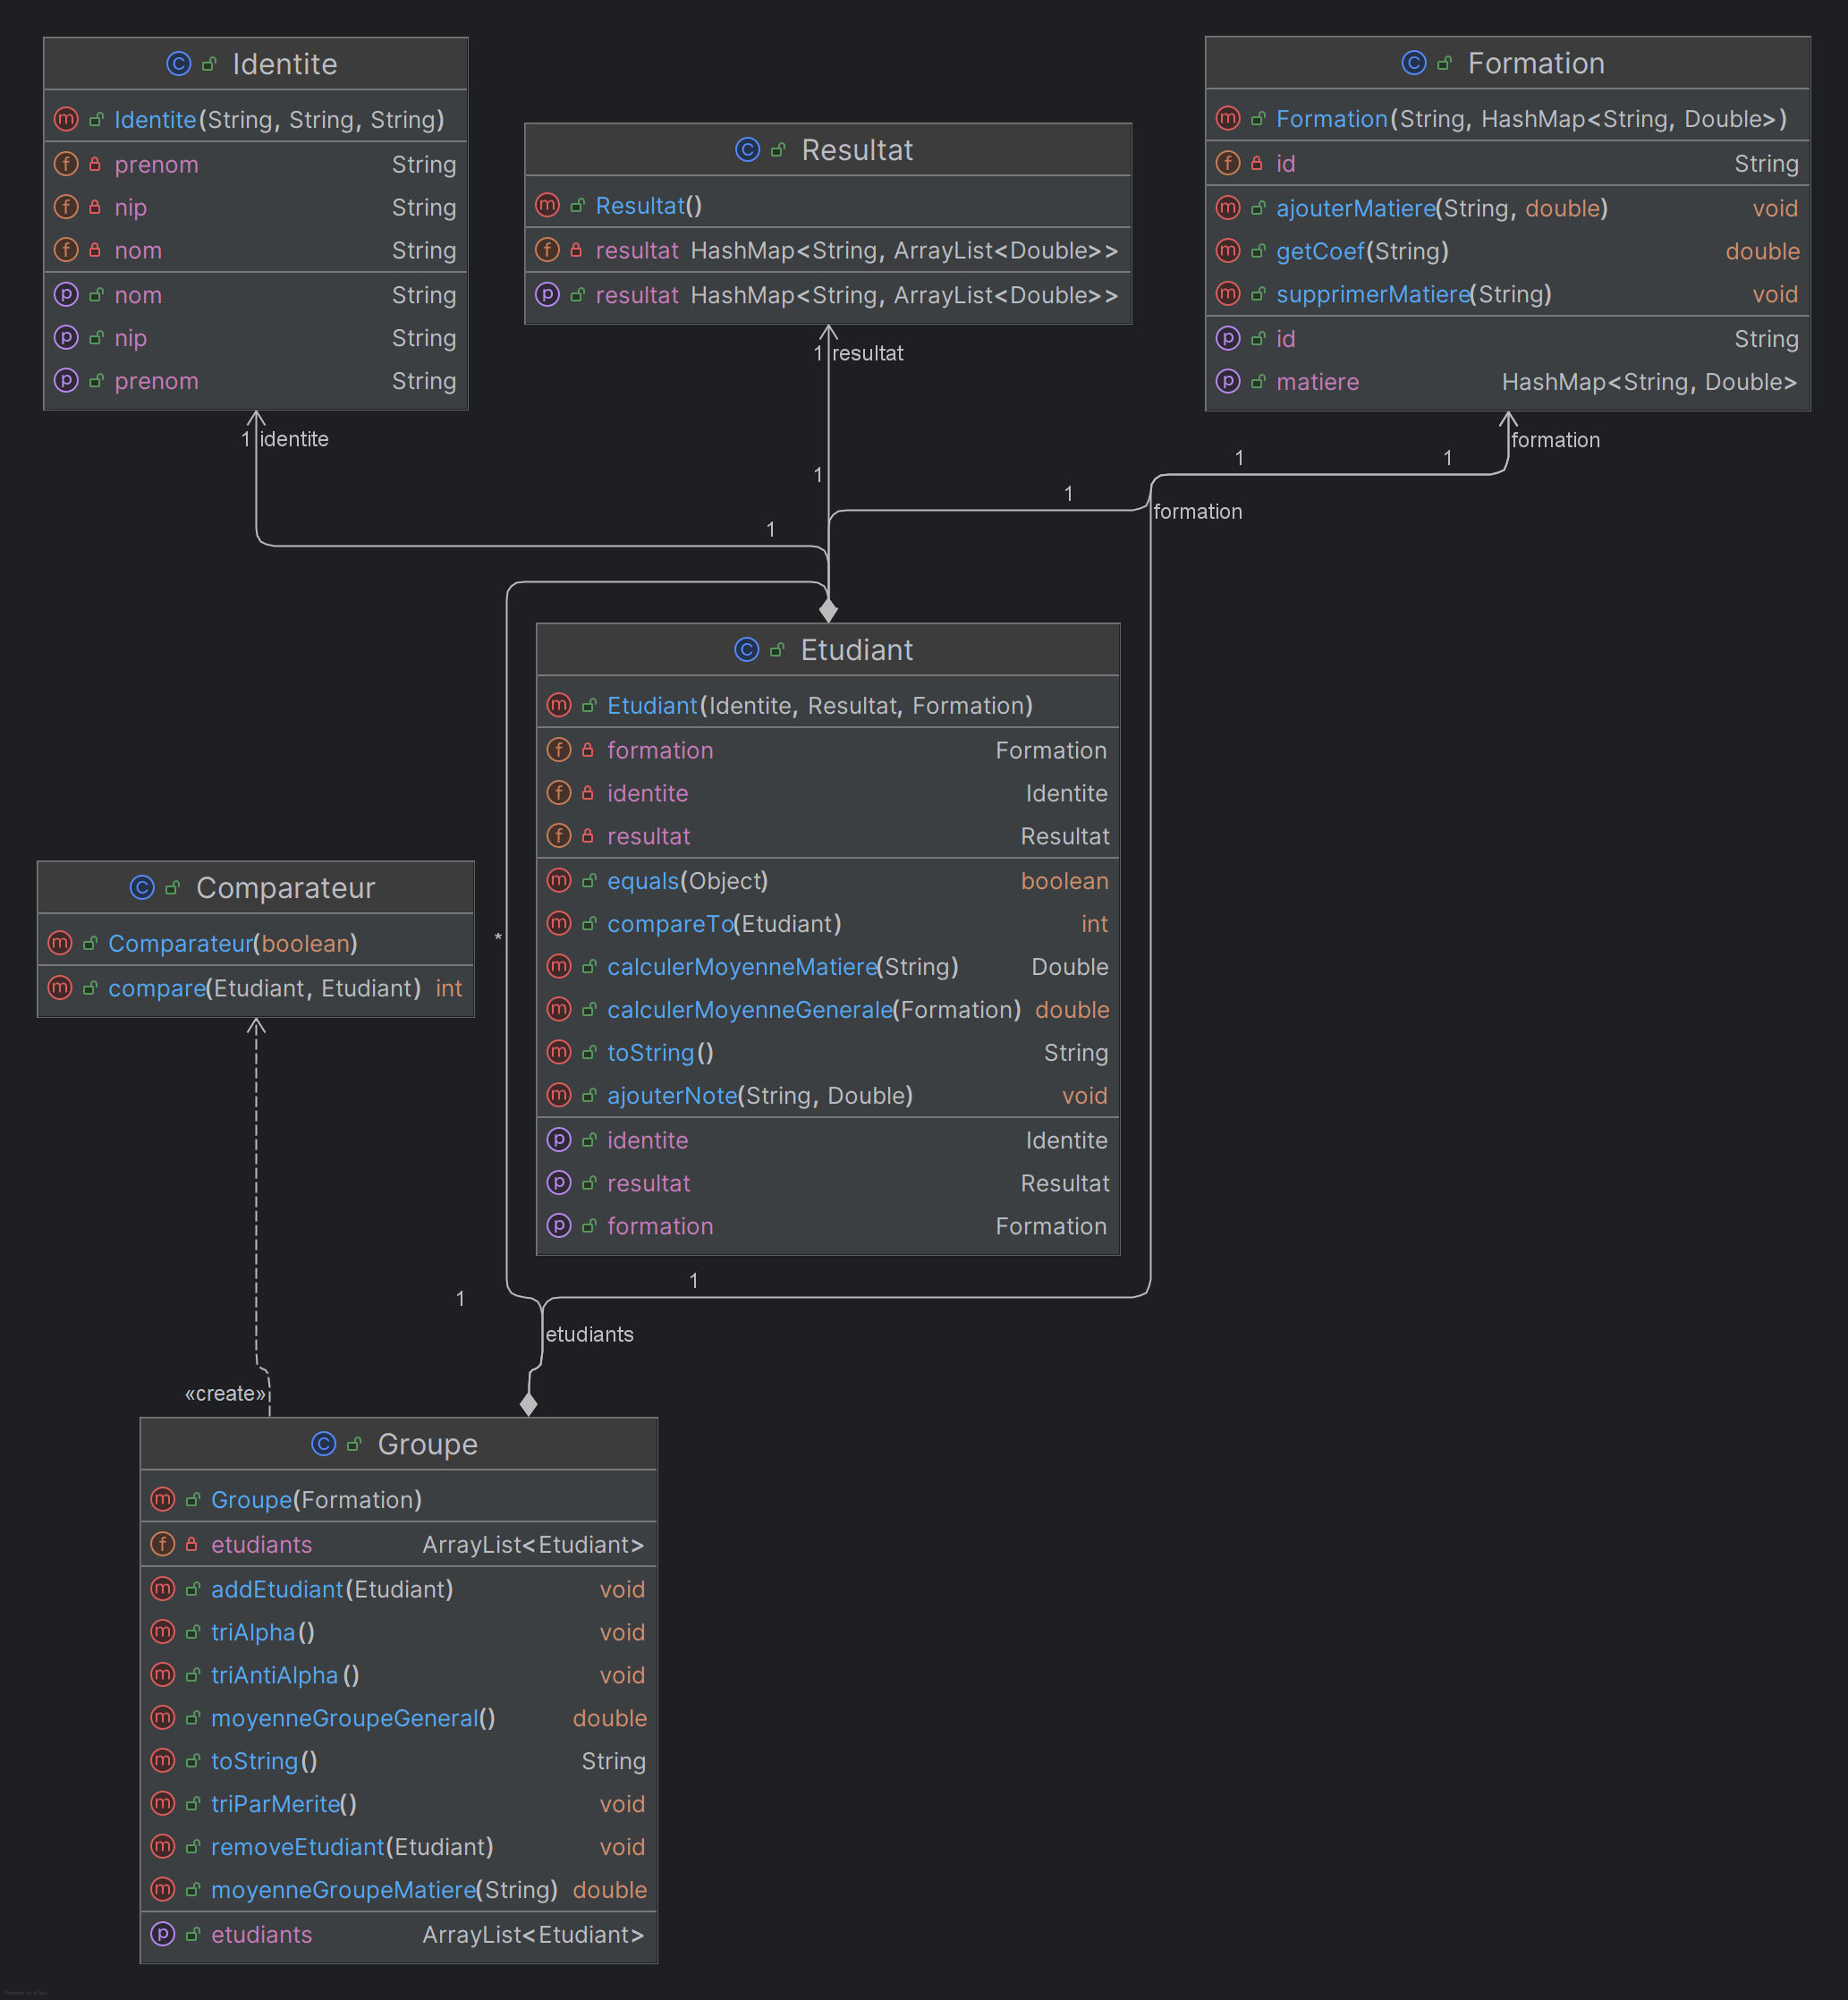 Identite
Identite(String, String, String)
prenom String
nip String
nom String
nom String
nip String
prenom String
Resultat
Resultat()
resultat HashMap<String, ArrayList<Double>>
resultat HashMap<String, ArrayList<Double>>
Formation
Formation(String, HashMap<String, Double>)
id String
ajouterMatiere(String, double) void
getCoef(String) double
supprimerMatiere(String) void
id String
matiere HashMap<String, Double>
1 resultat
1 identite
formation
1
1
1
1
formation
1
Etudiant
Etudiant(Identite, Resultat, Formation)
formation Formation
identite Identite
resultat Resultat
equals(Object) boolean
compareTo(Etudiant) int
calculerMoyenneMatiere(String) Double
calculerMoyenneGenerale(Formation) double
toString() String
ajouterNote(String, Double) void
identite Identite
resultat Resultat
formation Formation
Comparateur
Comparateur(boolean)
compare(Etudiant, Etudiant) int
*
1
1
etudiants
«create»
Groupe
Groupe(Formation)
etudiants ArrayList<Etudiant>
addEtudiant(Etudiant) void
triAlpha() void
triAntiAlpha() void
moyenneGroupeGeneral() double
toString() String
triParMerite() void
removeEtudiant(Etudiant) void
moyenneGroupeMatiere(String) double
etudiants ArrayList<Etudiant>